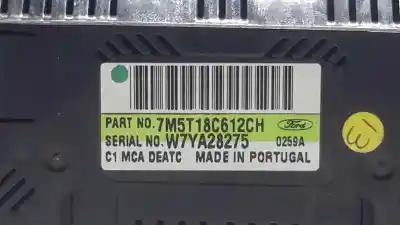 PART NO. 7M5T18C612CH Ford
SERIAL NO. W7YA28275 0259A
C1 MCA DEATC MADE IN PORTUGAL